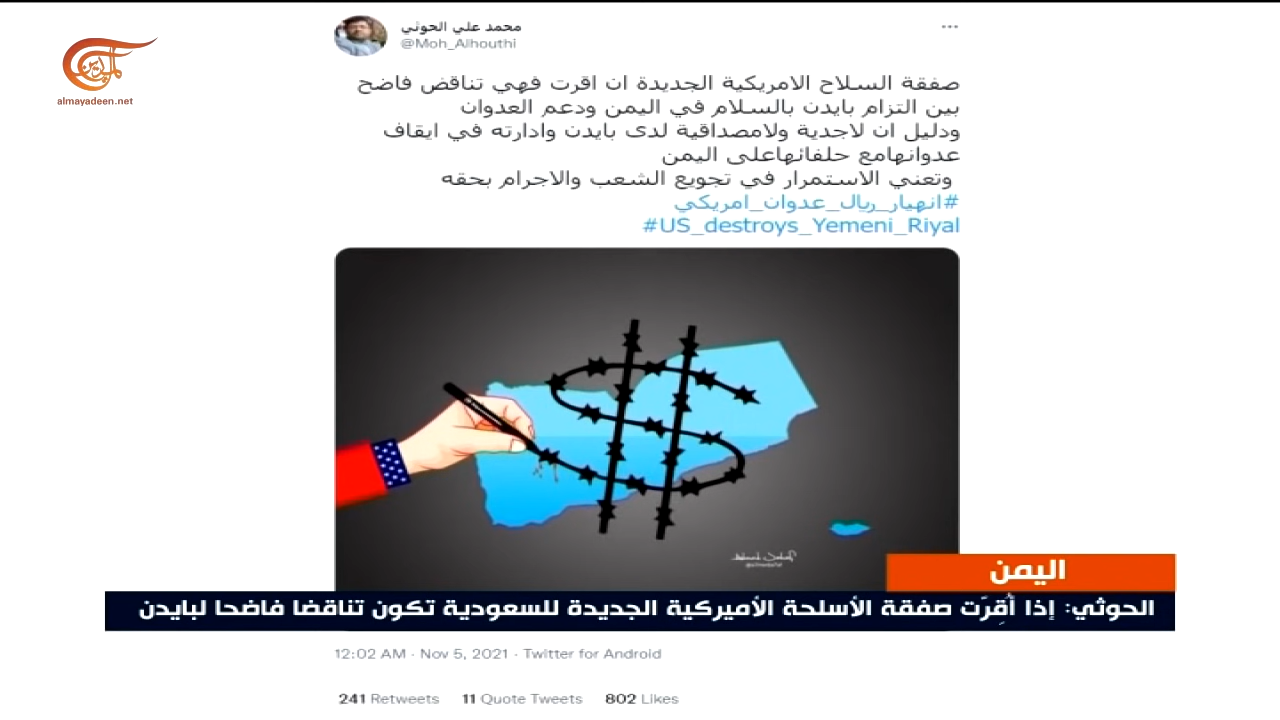 محمد علي الحوثي
@Moh_Alhouthi
almayadeen.net
صفقة السلاح الامريكية الجديدة ان اقرت فهي تناقض فاضح
بين التزام بايدن بالسلام في اليمن ودعم العدوان
ودليل ان لاجدية ولامصداقية لدى بايدن وادارته في ايقاف
عدوانهامع حلفائهاعلى اليمن
وتعني الاستمرار في تجويع الشعب والاجرام بحقه
#انهيار_ريال_عدوان_امريكي
#US_destroys_Yemeni_Riyal
اليمن
الحوثي: إذا أُقِرّت صفقة الأسلحة الأميركية الجديدة للسعودية تكون تناقضا فاضحا لبايدن
12:02 AM · Nov 5, 2021 · Twitter for Android
241 Retweets 11 Quote Tweets 802 Likes